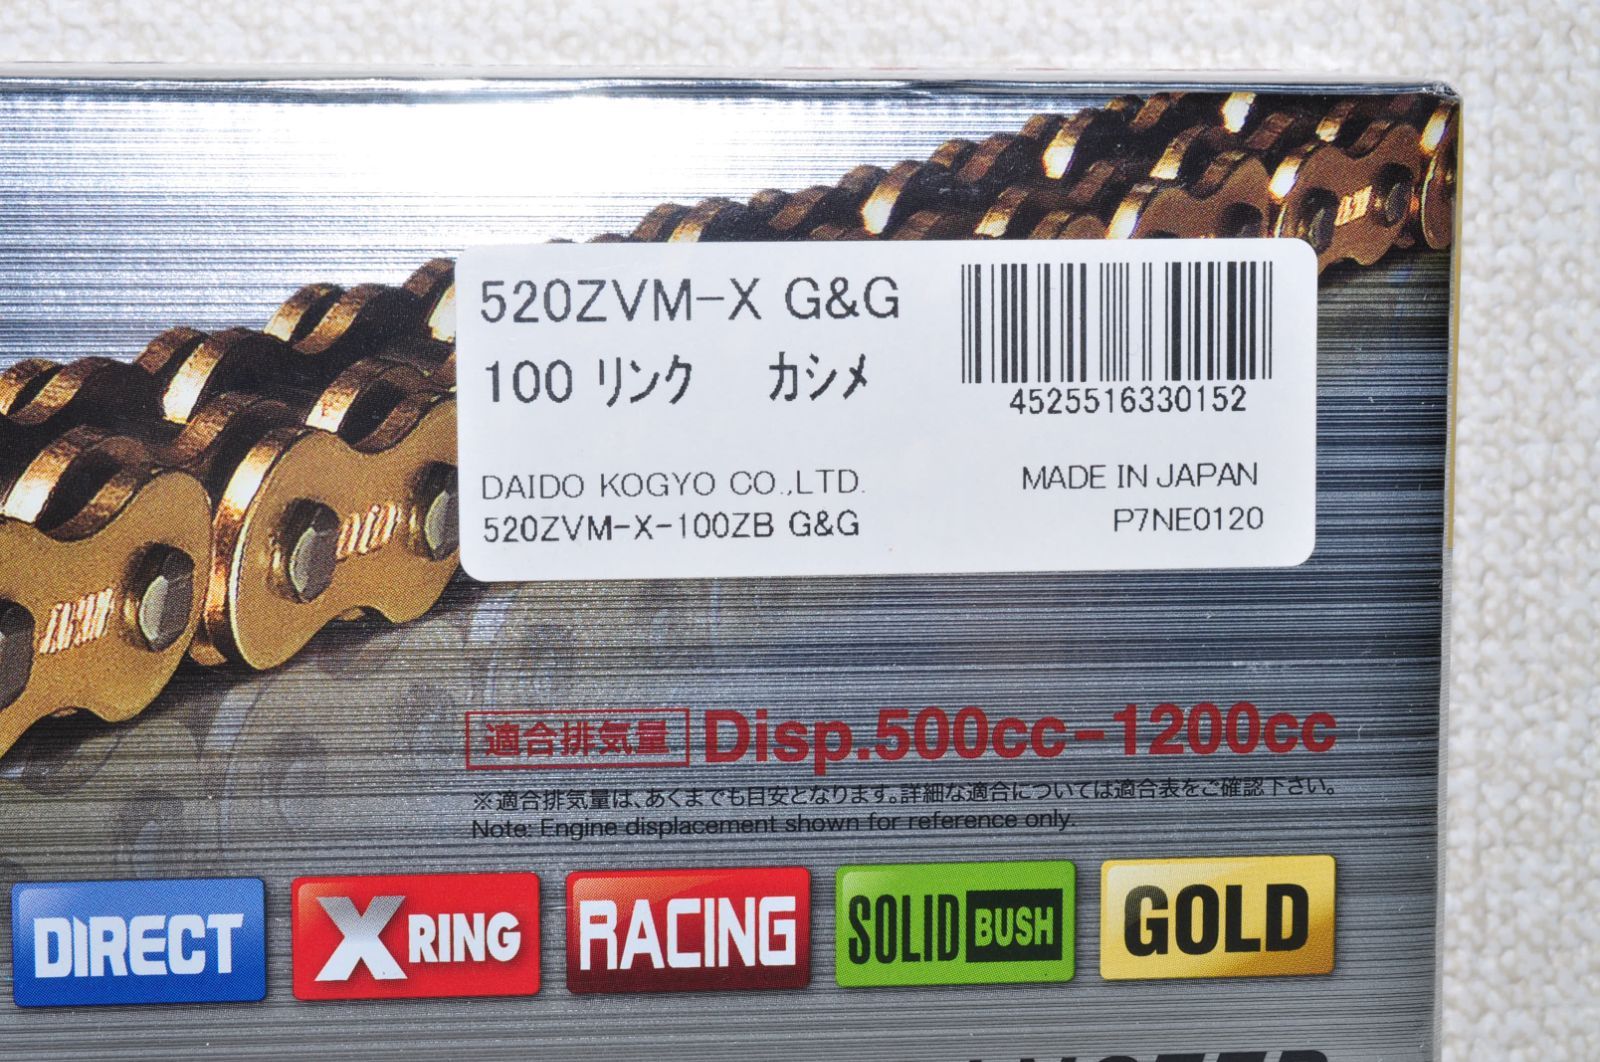 520ZVM-X G&G
100 リンク カシメ
4525516330152
DAIDO KOGYO CO.,LTD.
MADE IN JAPAN
520ZVM-X-100ZB G&G
P7NE0120
適合排気量 Disp.500cc-1200cc
※適合排気量は、あくまでも目安となります。詳細な適合については適合表をご確認下さい。
Note: Engine displacement shown for reference only.
DIRECT
X RING
RACING
SOLID BUSH
GOLD